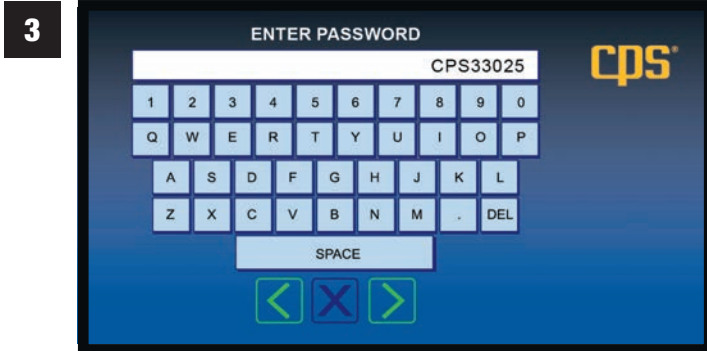 3
ENTER PASSWORD
CPS33025
cps®
1 2 3 4 5 6 7 8 9 0
Q W E R T Y U I O P
A S D F G H J K L
Z X C V B N M . DEL
SPACE
< X >